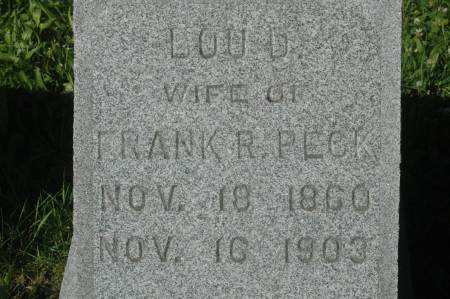 LOU D.
WIFE OF
FRANK R. PECK
NOV. 18 1860
NOV. 16 1903